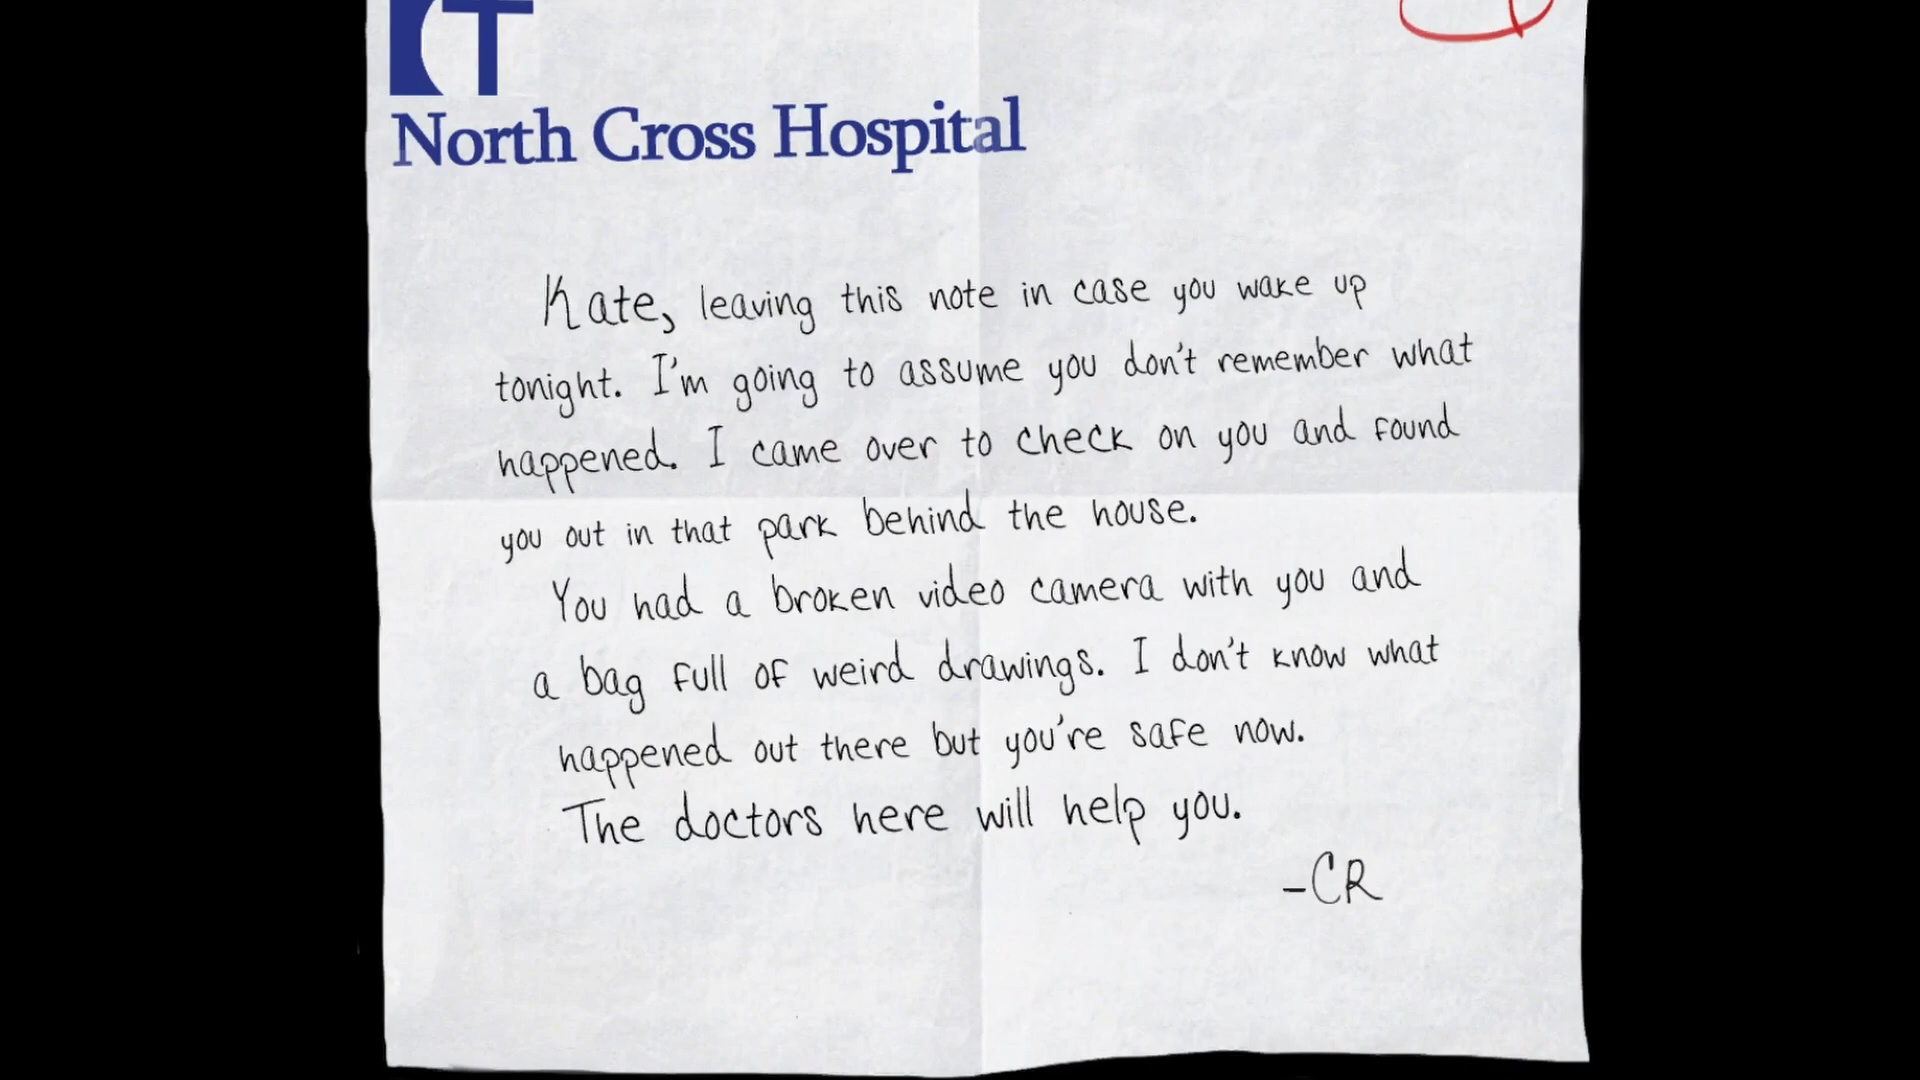 North Cross Hospital
Kate, leaving this note in case you wake up
tonight. I'm going to assume you don't remember what
happened. I came over to check on you and found
you out in that park behind the house.
You had a broken video camera with you and
a bag full of weird drawings. I don't know what
happened out there but you're safe now.
The doctors here will help you.
-CR